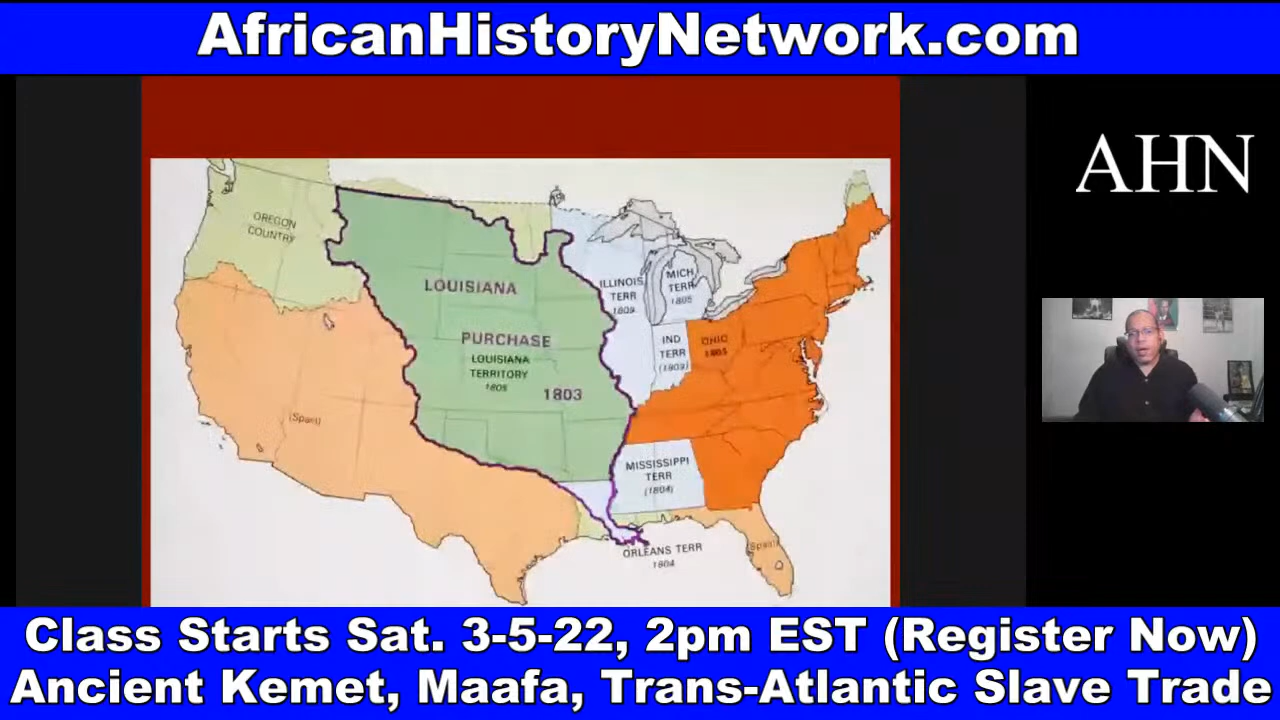 AfricanHistoryNetwork.com
AHN
OREGON
COUNTRY
LOUISIANA
PURCHASE
LOUISIANA
TERRITORY
1805
1803
ILLINOIS
TERR
1809
MICH
TERR
1805
IND
TERR
(1809)
OHIO
1803
(Spain)
MISSISSIPPI
TERR
(1804)
ORLEANS TERR
1804
(Spain)
Class Starts Sat. 3-5-22, 2pm EST (Register Now)
Ancient Kemet, Maafa, Trans-Atlantic Slave Trade